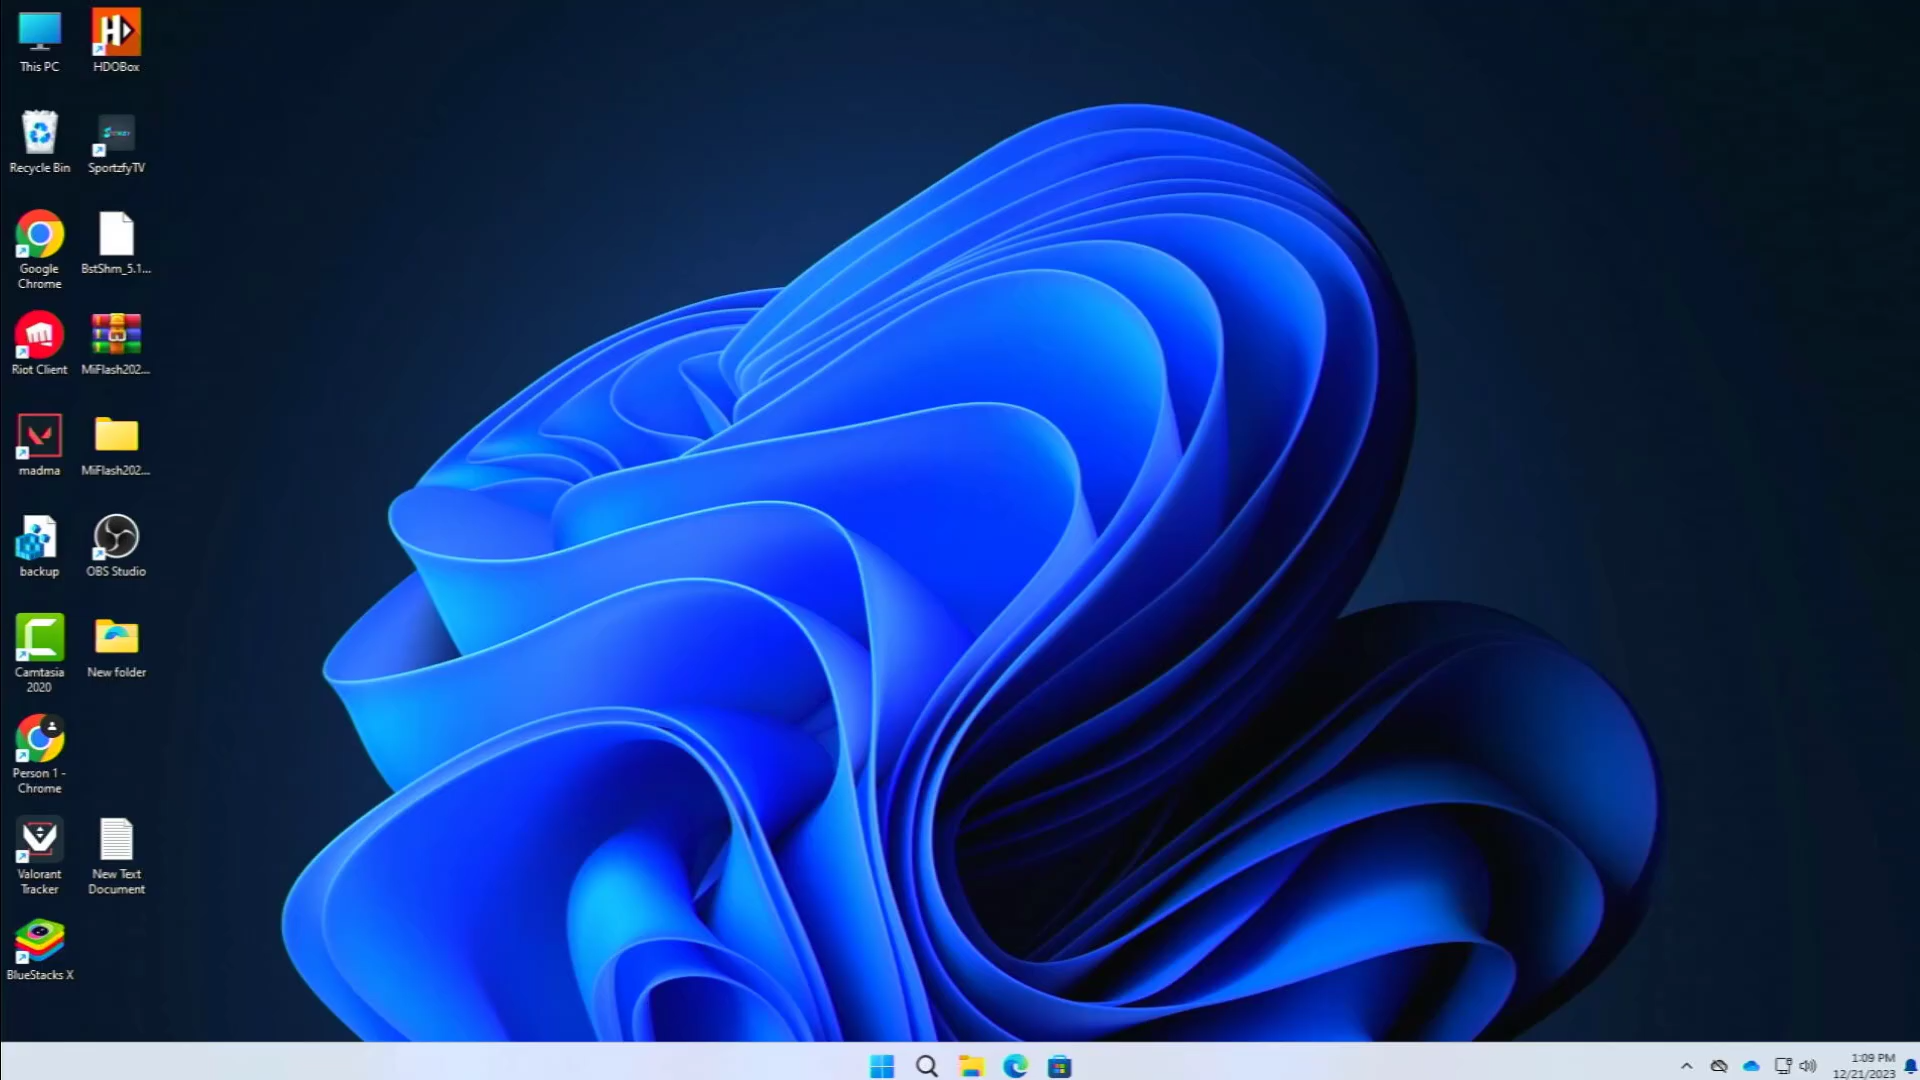 This PC
HDOBox
Recycle Bin
SportzfyTV
Google
Chrome
BstShm_5.1...
Riot Client
MiFlash202...
madma
MiFlash202...
backup
OBS Studio
Camtasia
2020
New folder
Person 1 -
Chrome
Valorant
Tracker
New Text
Document
BlueStacks X
1:09 PM
12/21/2023